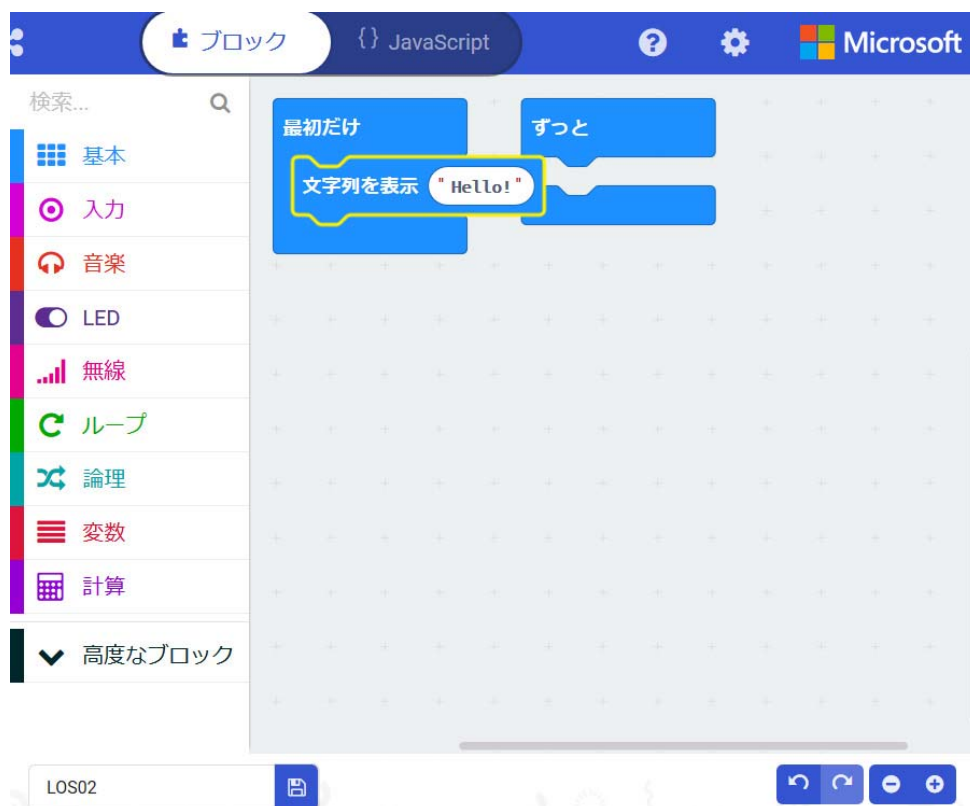 ブロック
{} JavaScript
Microsoft
検索...
基本
入力
音楽
LED
無線
ループ
論理
変数
計算
高度なブロック
最初だけ
文字列を表示 "Hello!"
ずっと
LOS02